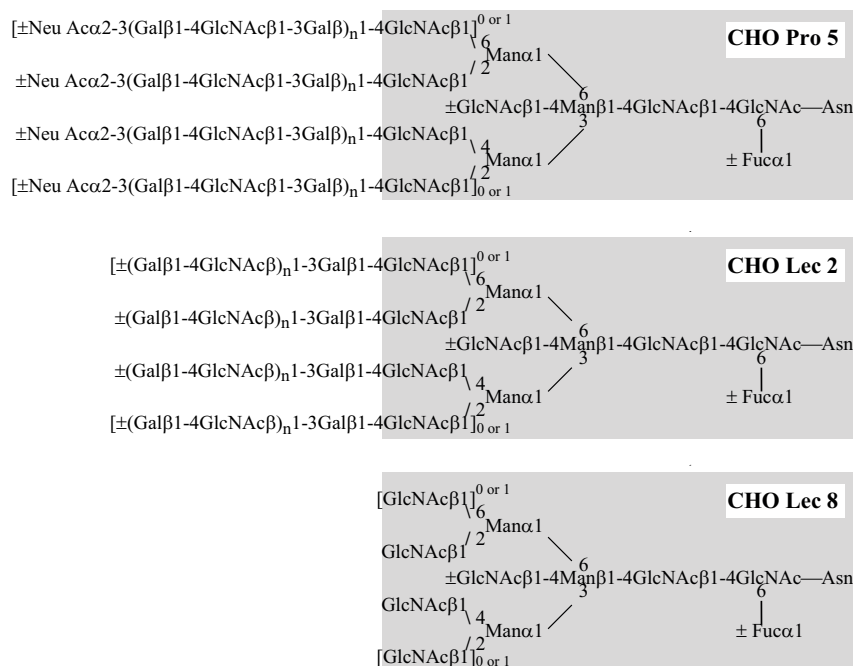 [±Neu Acα2-3(Galβ1-4GlcNAcβ1-3Galβ)n1-4GlcNAcβ1]0 or 1
CHO Pro 5
\ 6
Manα1
/ 2
±Neu Acα2-3(Galβ1-4GlcNAcβ1-3Galβ)n1-4GlcNAcβ1
6
±GlcNAcβ1-4Manβ1-4GlcNAcβ1-4GlcNAc—Asn
3
6
±Neu Acα2-3(Galβ1-4GlcNAcβ1-3Galβ)n1-4GlcNAcβ1
\ 4
Manα1
± Fucα1
/ 2
[±Neu Acα2-3(Galβ1-4GlcNAcβ1-3Galβ)n1-4GlcNAcβ1]0 or 1
[±(Galβ1-4GlcNAcβ)n1-3Galβ1-4GlcNAcβ1]0 or 1
CHO Lec 2
\ 6
Manα1
/ 2
±(Galβ1-4GlcNAcβ)n1-3Galβ1-4GlcNAcβ1
6
±GlcNAcβ1-4Manβ1-4GlcNAcβ1-4GlcNAc—Asn
3
6
±(Galβ1-4GlcNAcβ)n1-3Galβ1-4GlcNAcβ1
\ 4
Manα1
± Fucα1
/ 2
[±(Galβ1-4GlcNAcβ)n1-3Galβ1-4GlcNAcβ1]0 or 1
[GlcNAcβ1]0 or 1
CHO Lec 8
\ 6
Manα1
/ 2
GlcNAcβ1
6
±GlcNAcβ1-4Manβ1-4GlcNAcβ1-4GlcNAc—Asn
3
6
GlcNAcβ1
\ 4
Manα1
± Fucα1
/ 2
[GlcNAcβ1]0 or 1